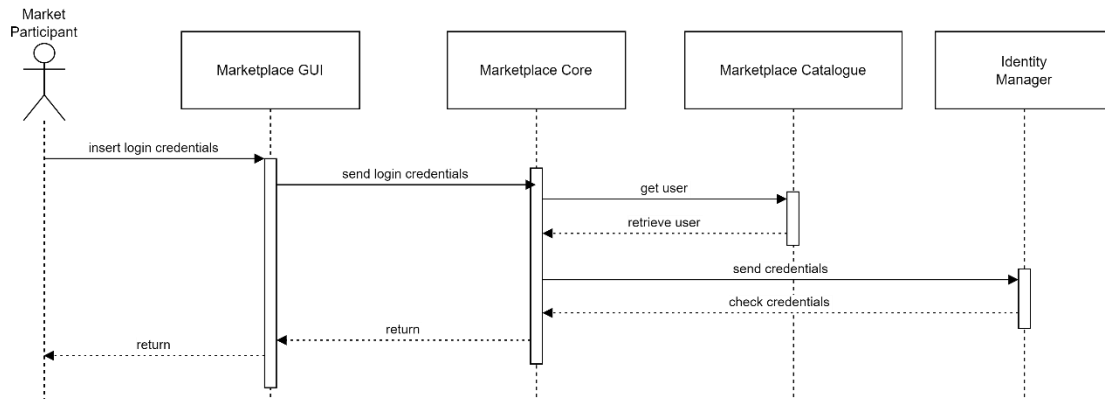 Market
Participant
Marketplace GUI
Marketplace Core
Marketplace Catalogue
Identity
Manager
insert login credentials
send login credentials
get user
retrieve user
send credentials
check credentials
return
return